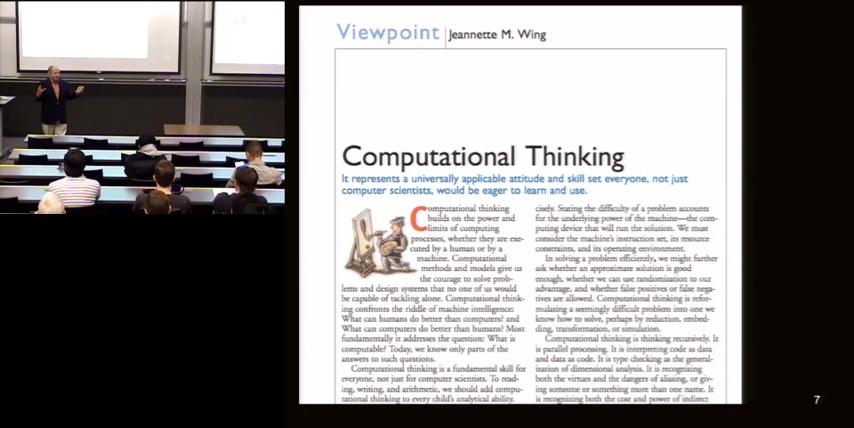 Viewpoint
Jeannette M. Wing
Computational Thinking
It represents a universally applicable attitude and skill set everyone, not just
computer scientists, would be eager to learn and use.
Computational thinking
builds on the power and
limits of computing
processes, whether they are exe-
cuted by a human or by a
machine. Computational
methods and models give us
the courage to solve prob-
lems and design systems that no one of us would
be capable of tackling alone. Computational think-
ing confronts the riddle of machine intelligence:
What can humans do better than computers? and
What can computers do better than humans? Most
fundamentally it addresses the question: What is
computable? Today, we know only parts of the
answers to such questions.
Computational thinking is a fundamental skill for
everyone, not just for computer scientists. To read-
ing, writing, and arithmetic, we should add compu-
tational thinking to every child's analytical ability.
cisely. Stating the difficulty of a problem accounts
for the underlying power of the machine—the com-
puting device that will run the solution. We must
consider the machine's instruction set, its resource
constraints, and its operating environment.
In solving a problem efficiently, we might further
ask whether an approximate solution is good
enough, whether we can use randomization to our
advantage, and whether false positives or false nega-
tives are allowed. Computational thinking is refor-
mulating a seemingly difficult problem into one we
know how to solve, perhaps by reduction, embed-
ding, transformation, or simulation.
Computational thinking is thinking recursively. It
is parallel processing. It is interpreting code as data
and data as code. It is type checking as the general-
ization of dimensional analysis. It is recognizing
both the virtues and the dangers of aliasing, or giv-
ing someone or something more than one name. It
is recognizing both the cost and power of indirect
7